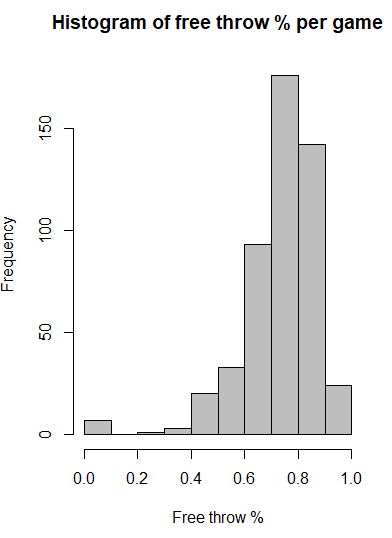 Histogram of free throw % per game
Frequency
150
100
50
0
0.0 0.2 0.4 0.6 0.8 1.0
Free throw %